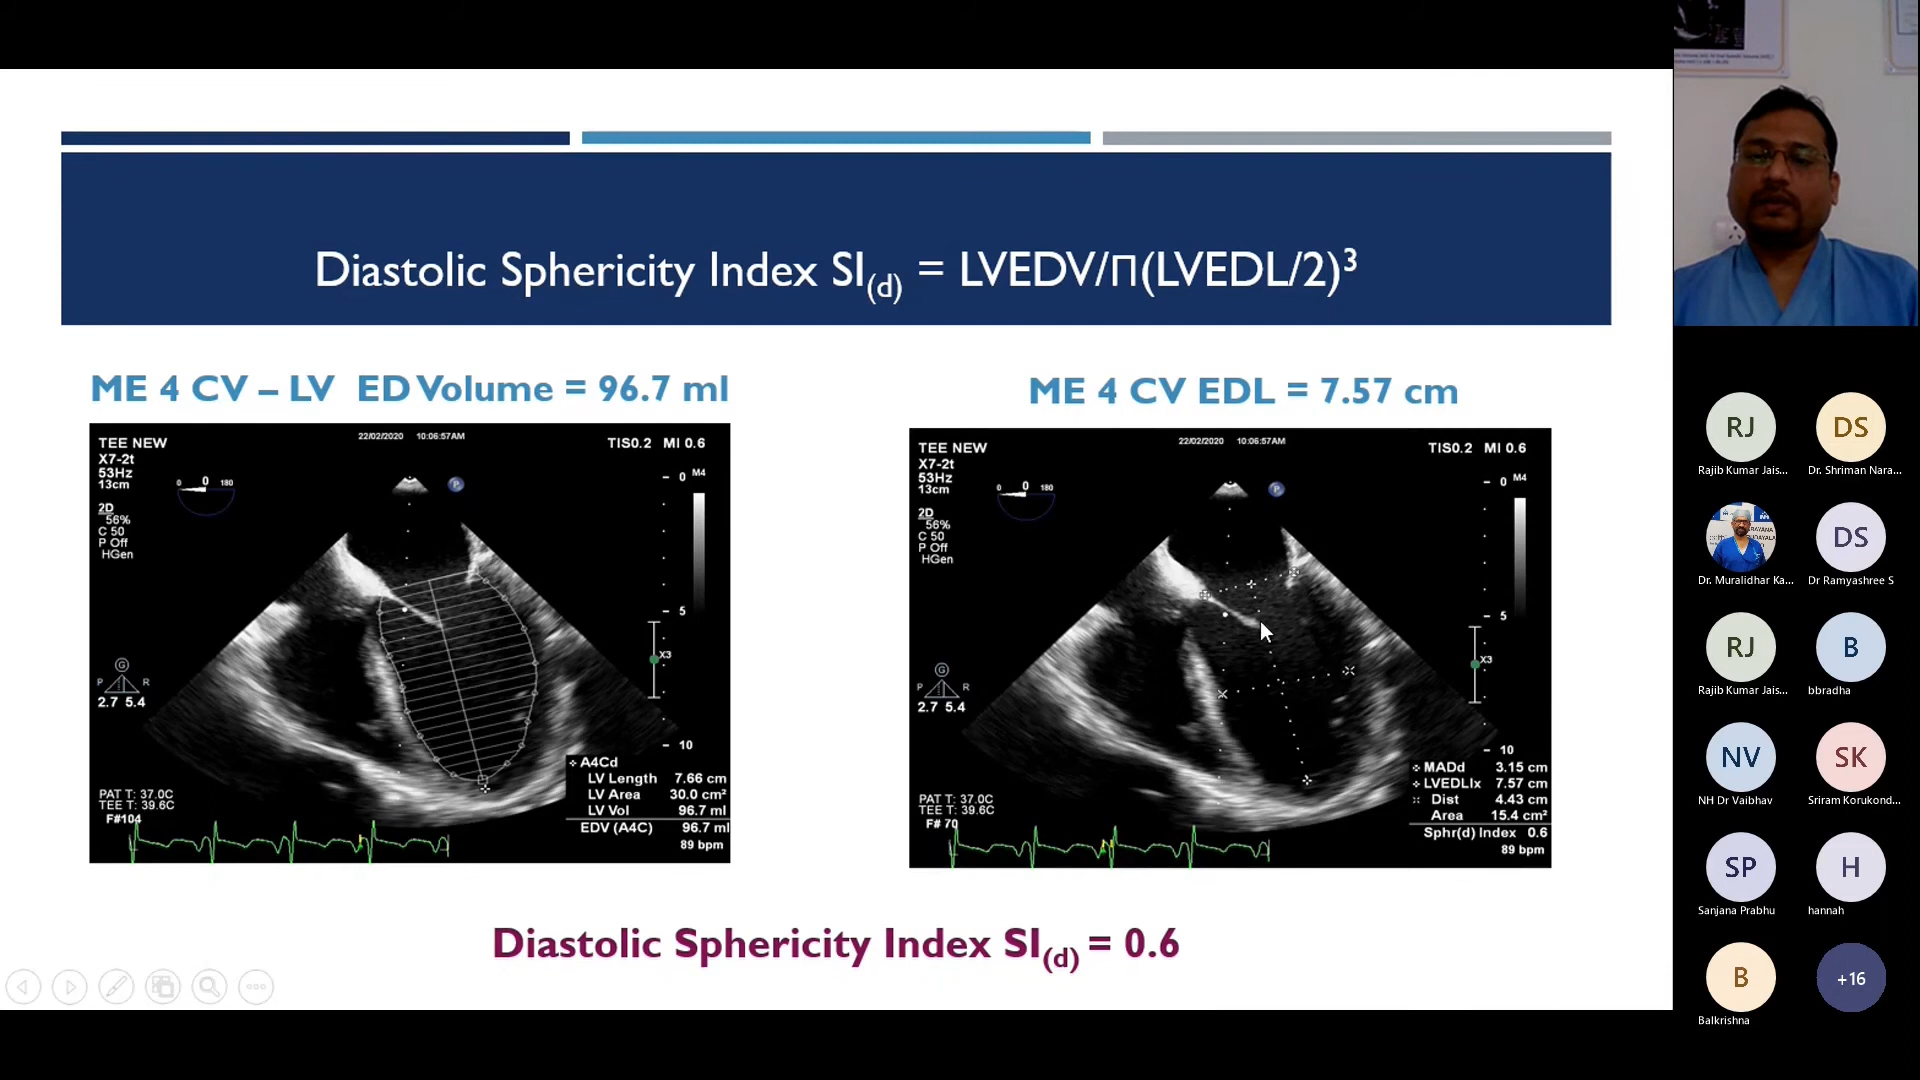 Diastolic Sphericity Index SI(d) = LVEDV/Π(LVEDL/2)³
ME 4 CV – LV ED Volume = 96.7 ml
ME 4 CV EDL = 7.57 cm
TEE NEW
X7-2t
53Hz
13cm
22/02/2020 10:06:57AM
TIS0.2 MI 0.6
0 0 180
2D
56%
C 50
P Off
HGen
P
M4
0
5
10
X3
G
P R
2.7 5.4
PAT T: 37.0C
TEE T: 39.6C
F#104
A4Cd
LV Length 7.66 cm
LV Area 30.0 cm²
LV Vol 96.7 ml
EDV (A4C) 96.7 ml
89 bpm
TEE NEW
X7-2t
53Hz
13cm
22/02/2020 10:06:57AM
TIS0.2 MI 0.6
0 0 180
2D
56%
C 50
P Off
HGen
P
M4
0
5
10
X3
G
P R
2.7 5.4
PAT T: 37.0C
TEE T: 39.6C
F# 70
MADd 3.15 cm
LVEDLIx 7.57 cm
Dist 4.43 cm
Area 15.4 cm²
Sphr(d) Index 0.6
89 bpm
Diastolic Sphericity Index SI(d) = 0.6
RJ
Rajib Kumar Jais...
DS
Dr. Shriman Nara...
Dr. Muralidhar Ka...
DS
Dr Ramyashree S
RJ
Rajib Kumar Jais...
B
bbradha
NV
NH Dr Vaibhav
SK
Sriram Korukond...
SP
Sanjana Prabhu
H
hannah
B
Balkrishna
+16